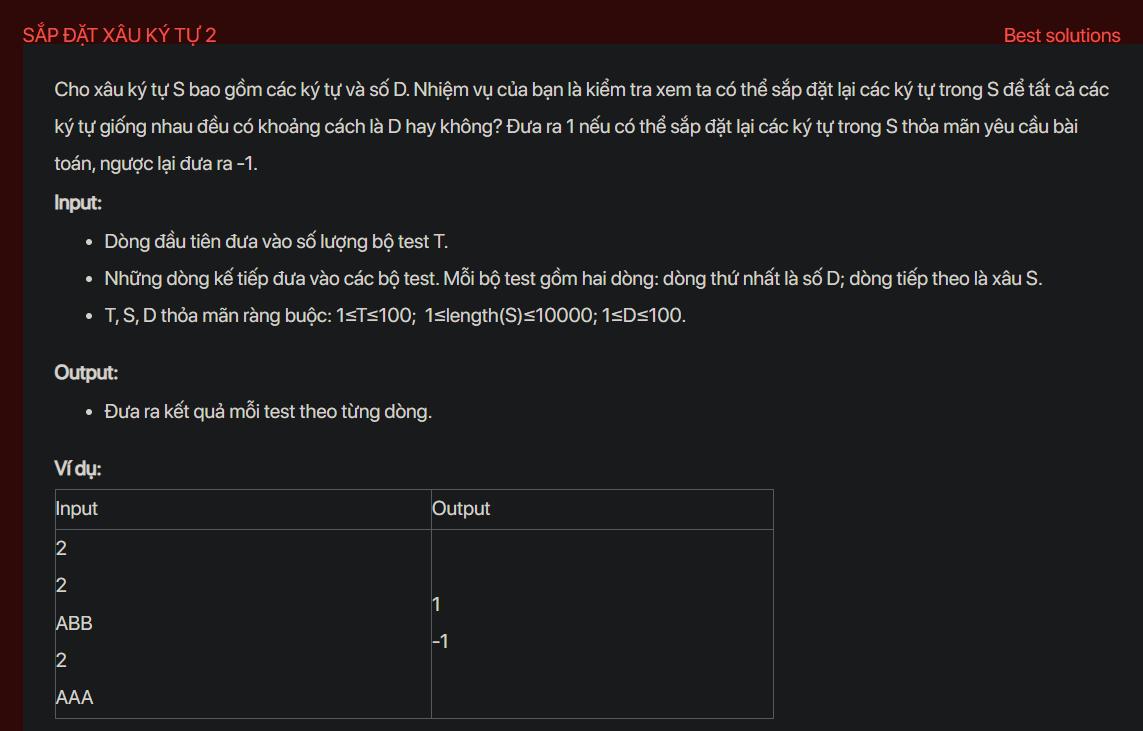 SẮP ĐẶT XÂU KÝ TỰ 2
Best solutions
Cho xâu ký tự S bao gồm các ký tự và số D. Nhiệm vụ của bạn là kiểm tra xem ta có thể sắp đặt lại các ký tự trong S để tất cả các
ký tự giống nhau đều có khoảng cách là D hay không? Đưa ra 1 nếu có thể sắp đặt lại các ký tự trong S thỏa mãn yêu cầu bài
toán, ngược lại đưa ra -1.
Input:
• Dòng đầu tiên đưa vào số lượng bộ test T.
• Những dòng kế tiếp đưa vào các bộ test. Mỗi bộ test gồm hai dòng: dòng thứ nhất là số D; dòng tiếp theo là xâu S.
• T, S, D thỏa mãn ràng buộc: 1≤T≤100; 1≤length(S)≤10000; 1≤D≤100.
Output:
• Đưa ra kết quả mỗi test theo từng dòng.
Ví dụ:
Input
Output
2
2
ABB
2
AAA
1
-1